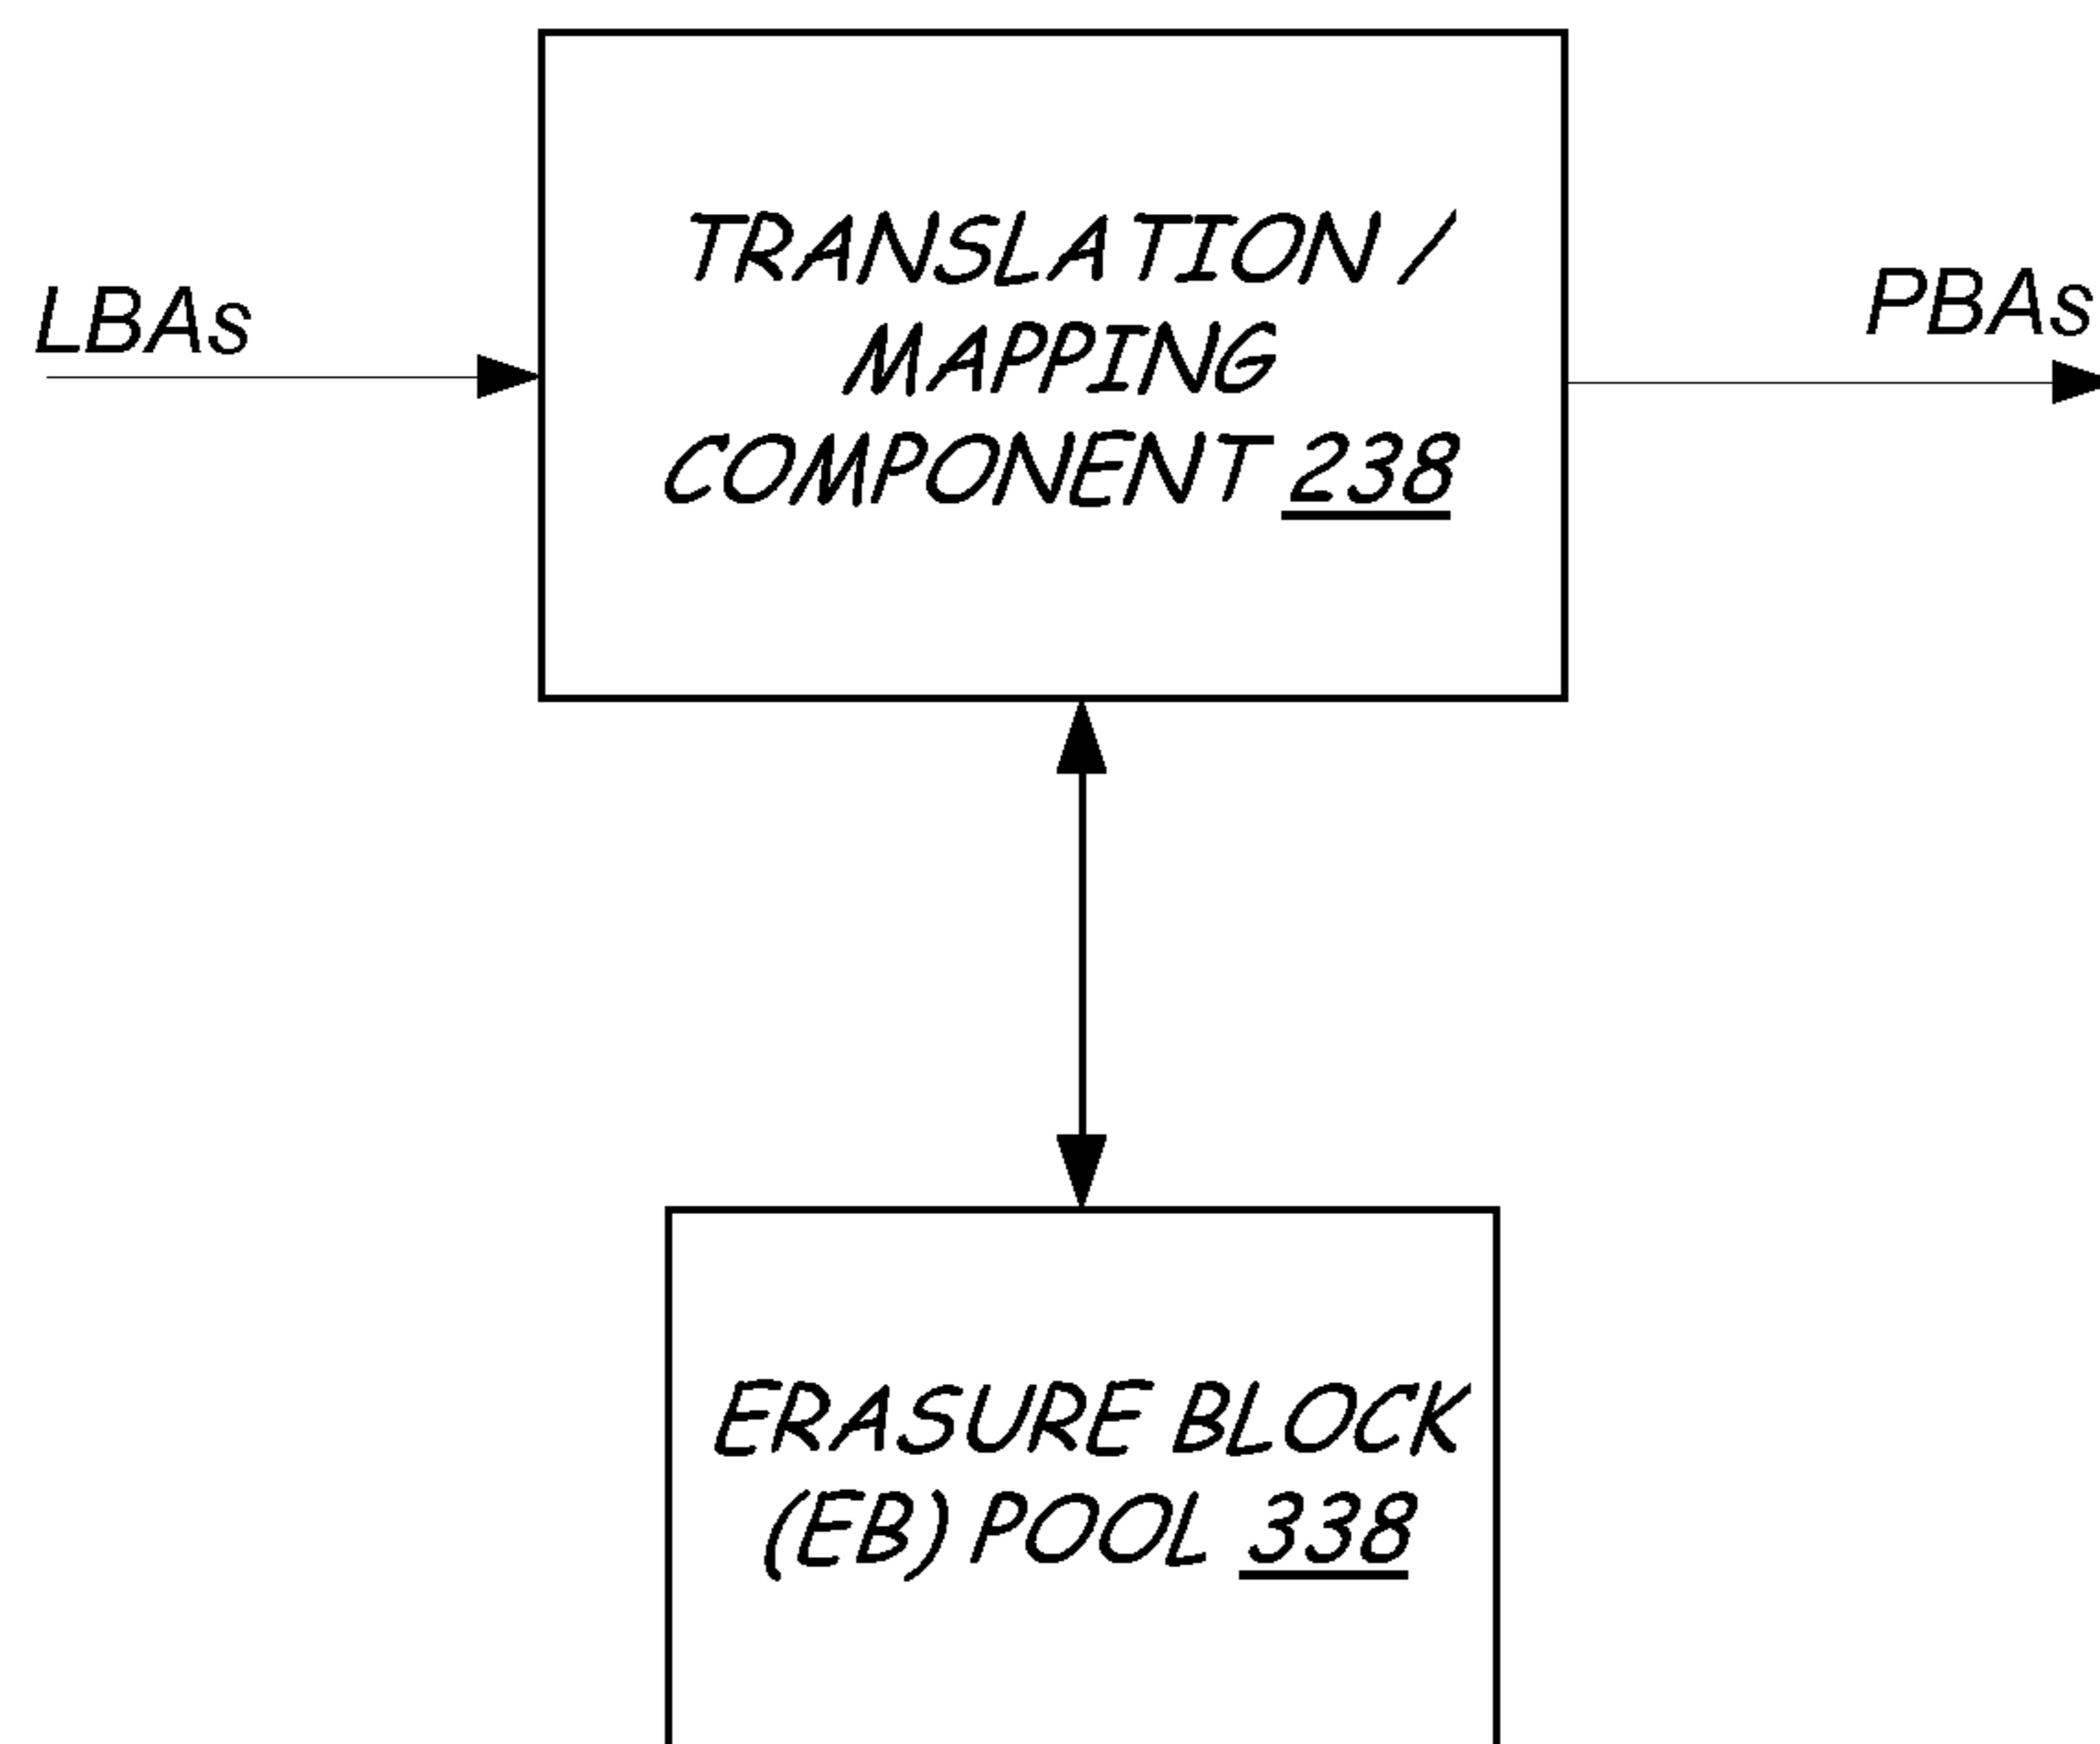 TRANSLATION /
MAPPING
COMPONENT 238
LBAs
PBAs
ERASURE BLOCK
(EB) POOL 338